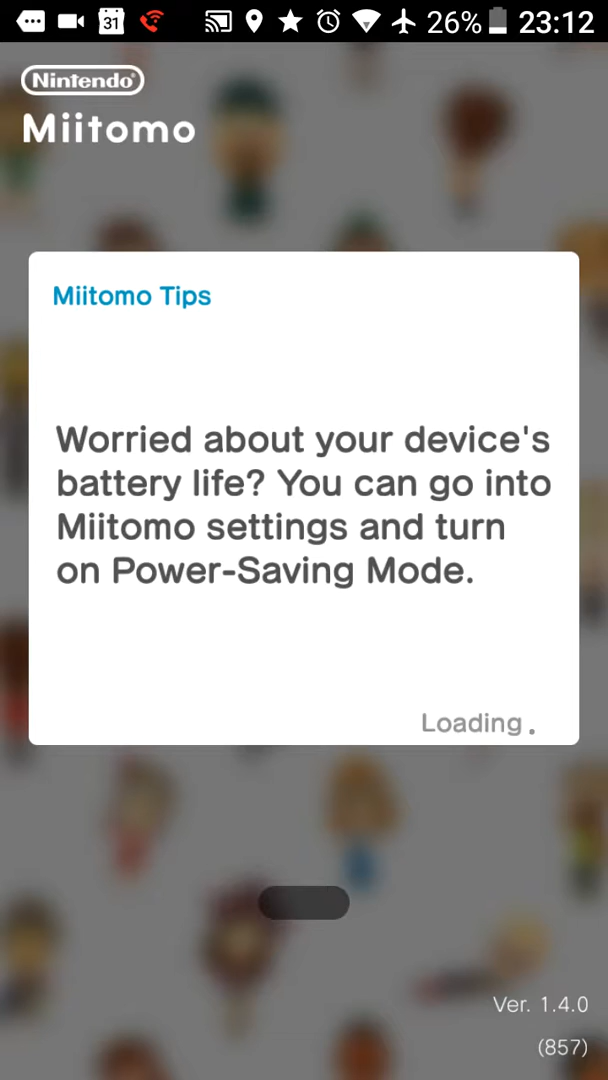 31 26% 23:12
Nintendo
Miitomo
Miitomo Tips
Worried about your device's
battery life? You can go into
Miitomo settings and turn
on Power-Saving Mode.
Loading.
Ver. 1.4.0
(857)